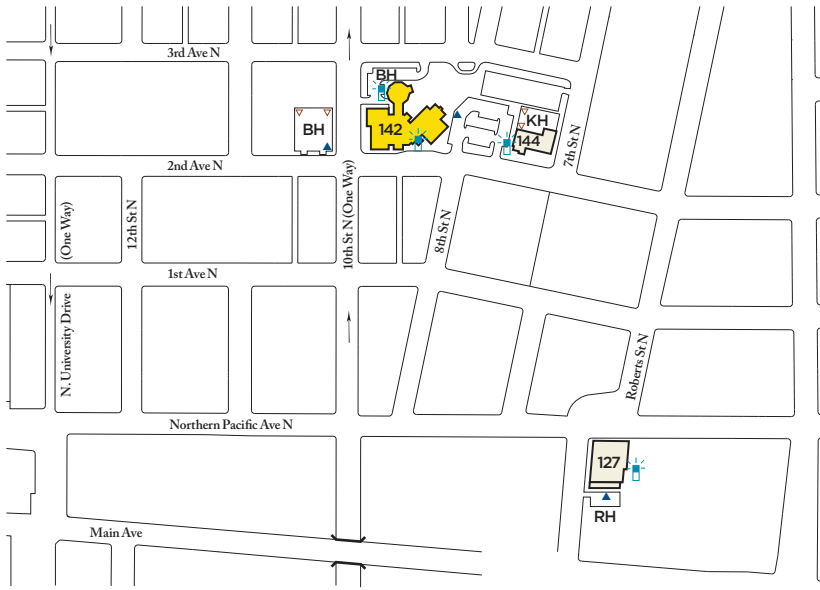 3rd Ave N
BH
142
BH
KH
144
7th St N
2nd Ave N
(One Way)
12th St N
10th St N (One Way)
8th St N
1st Ave N
N. University Drive
Roberts St N
Northern Pacific Ave N
127
RH
Main Ave